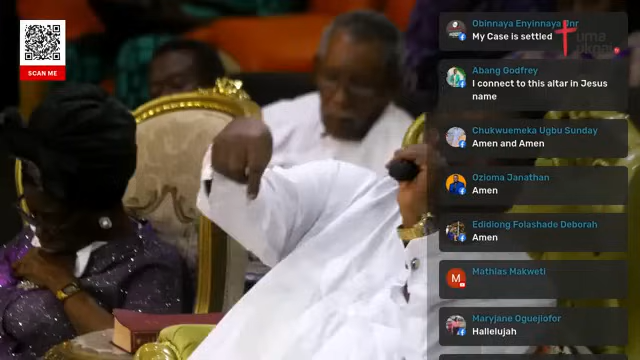 SCAN ME
Obinnaya Enyinnaya Jnr
My Case is settled
Abang Godfrey
I connect to this altar in Jesus
name
Chukwuemeka Ugbu Sunday
Amen and Amen
Ozioma Janathan
Amen
Edidiong Folashade Deborah
Amen
M
Mathias Makweti
Maryjane Oguejiofor
Hallelujah